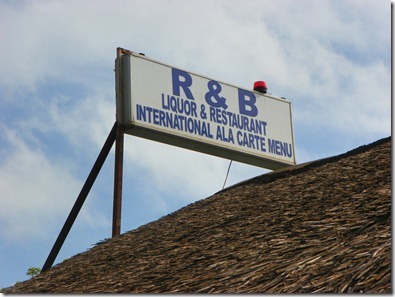 R & B
LIQUOR & RESTAURANT
INTERNATIONAL ALA CARTE MENU